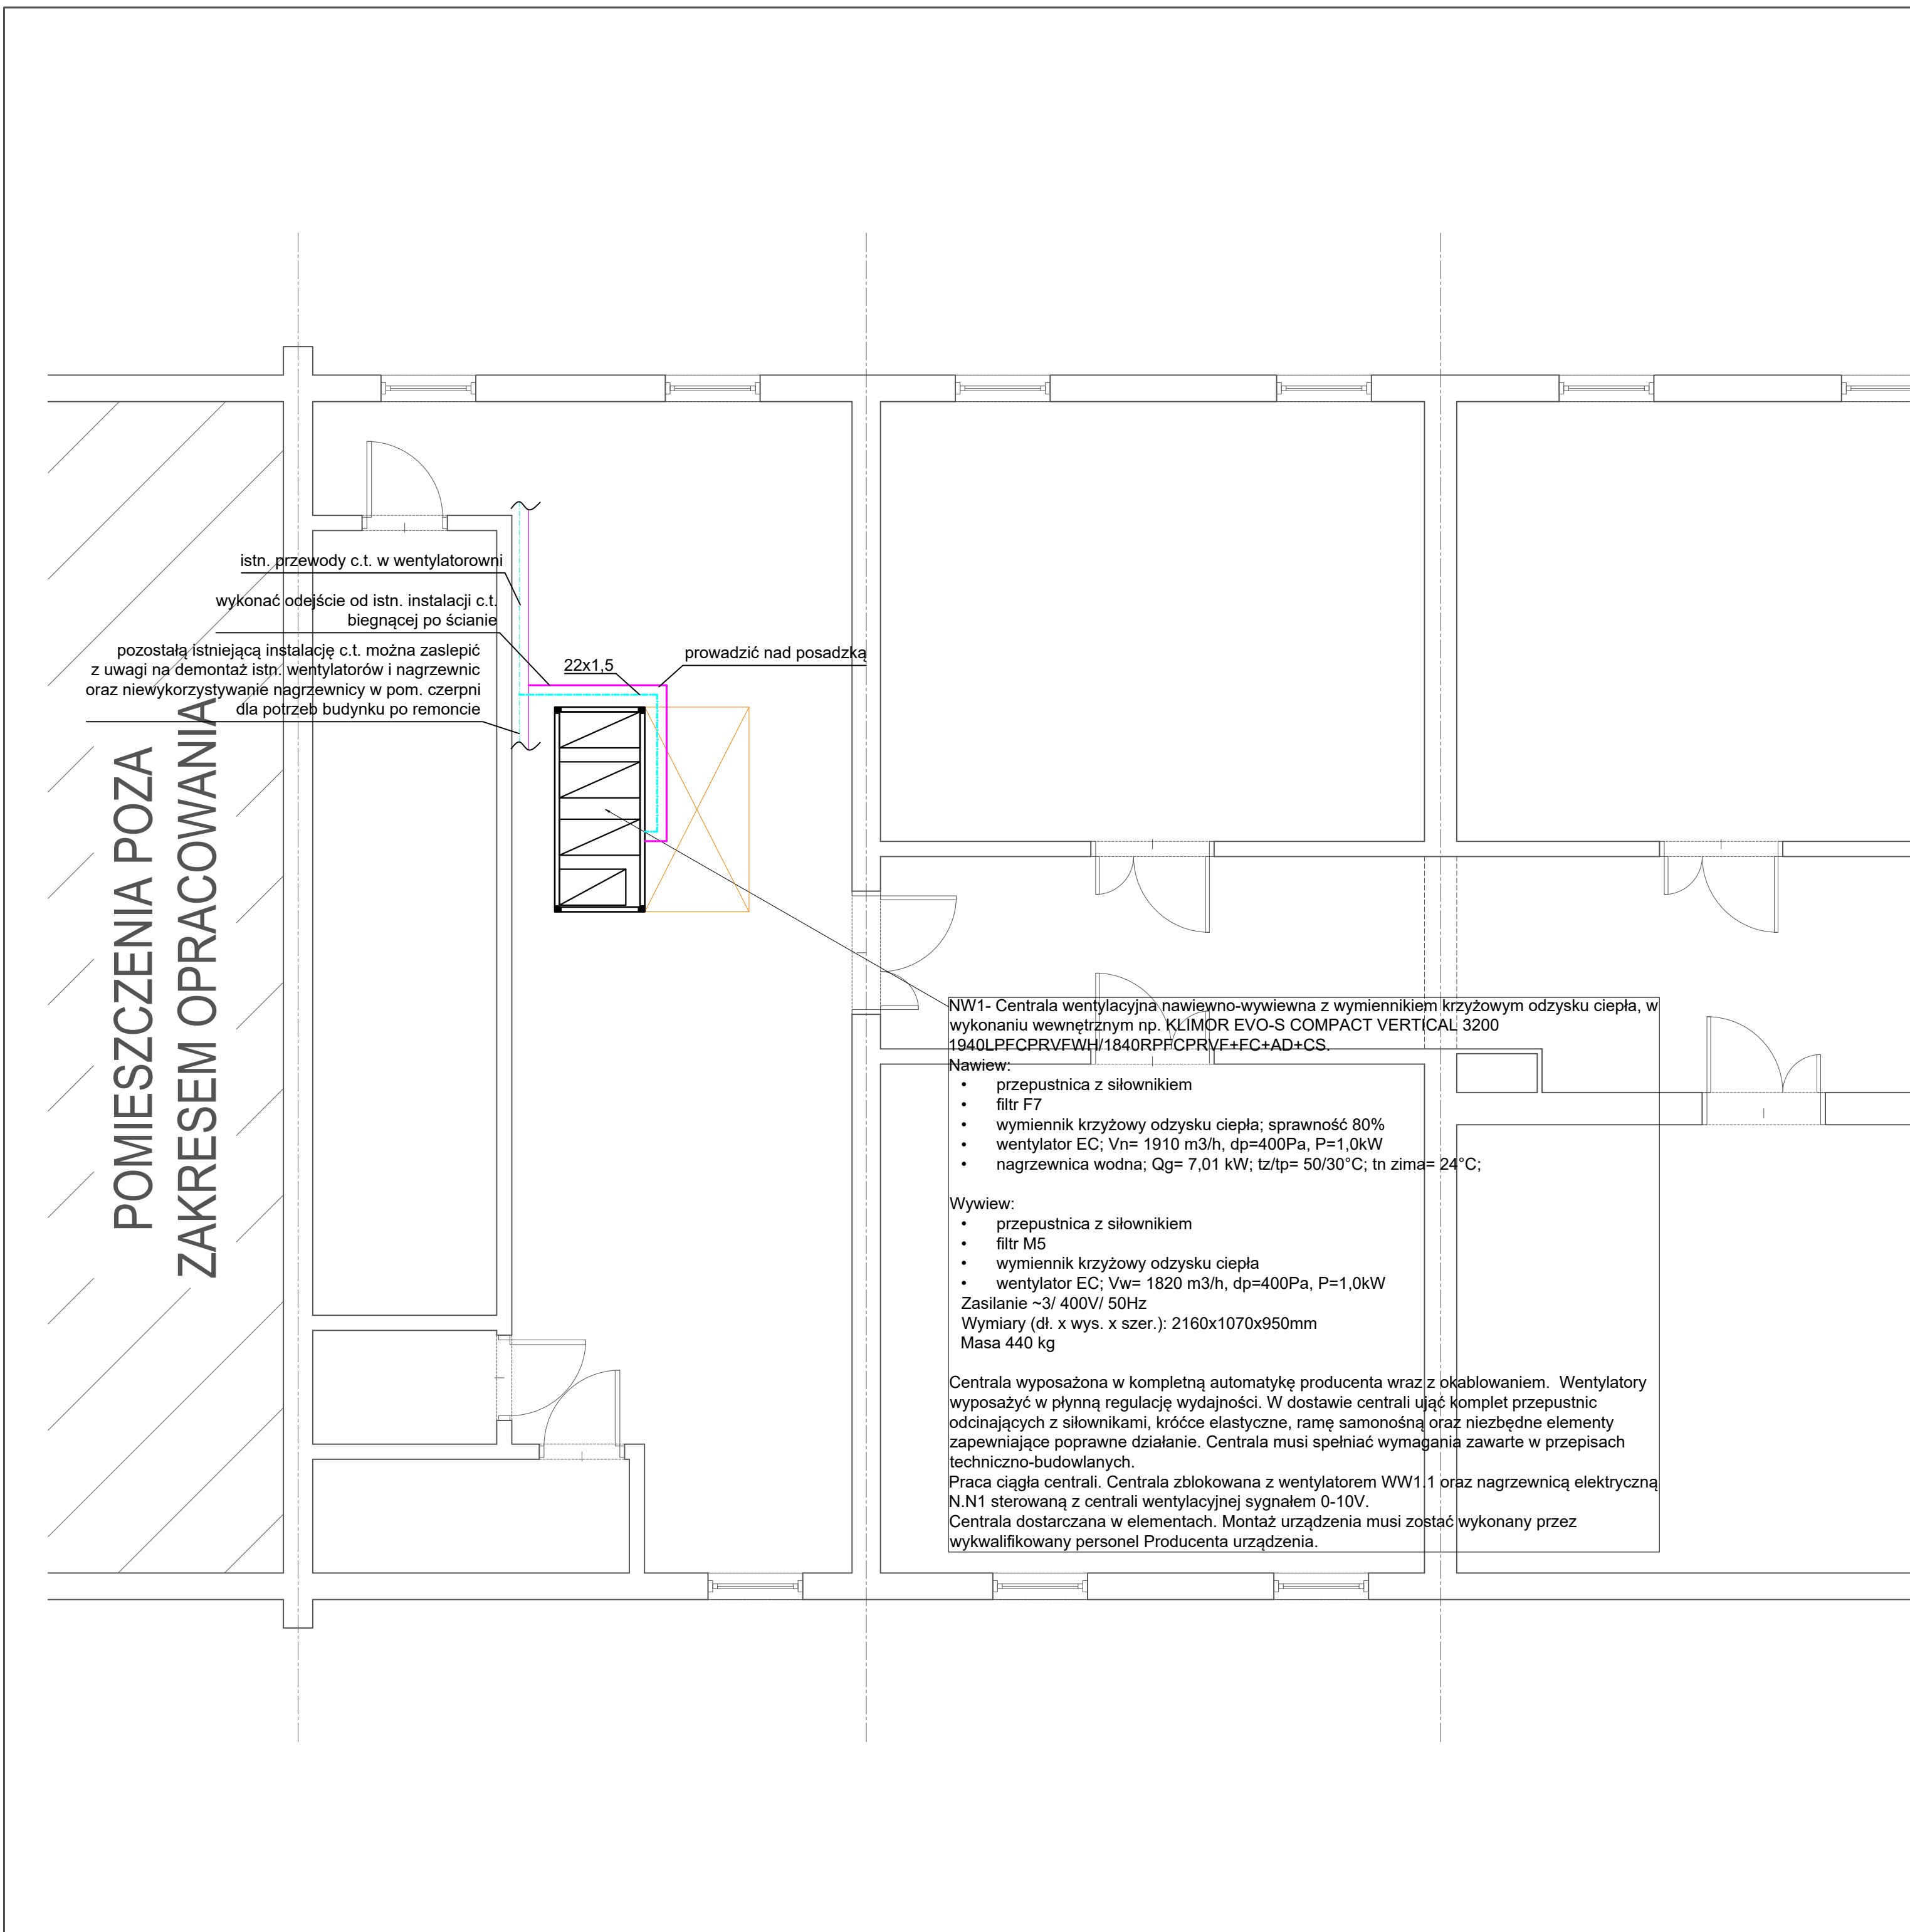 istn. przewody c.t. w wentylatorowni
wykonać odejście od istn. instalacji c.t.
biegnącej po ścianie
pozostałą istniejącą instalację c.t. można zaslepić
z uwagi na demontaż istn. wentylatorów i nagrzewnic
oraz niewykorzystywanie nagrzewnicy w pom. czerpni
dla potrzeb budynku po remoncie
22x1,5
prowadzić nad posadzką
POMIESZCZENIA POZA
ZAKRESEM OPRACOWANIA
NW1- Centrala wentylacyjna nawiewno-wywiewna z wymiennikiem krzyżowym odzysku ciepła, w
wykonaniu wewnętrznym np. KLIMOR EVO-S COMPACT VERTICAL 3200
1940LPFCPRVFWH/1840RPFCPRVF+FC+AD+CS.
Nawiew:
• przepustnica z siłownikiem
• filtr F7
• wymiennik krzyżowy odzysku ciepła; sprawność 80%
• wentylator EC; Vn= 1910 m3/h, dp=400Pa, P=1,0kW
• nagrzewnica wodna; Qg= 7,01 kW; tz/tp= 50/30°C; tn zima= 24°C;
Wywiew:
• przepustnica z siłownikiem
• filtr M5
• wymiennik krzyżowy odzysku ciepła
• wentylator EC; Vw= 1820 m3/h, dp=400Pa, P=1,0kW
Zasilanie ~3/ 400V/ 50Hz
Wymiary (dł. x wys. x szer.): 2160x1070x950mm
Masa 440 kg
Centrala wyposażona w kompletną automatykę producenta wraz z okablowaniem. Wentylatory
wyposażyć w płynną regulację wydajności. W dostawie centrali ująć komplet przepustnic
odcinających z siłownikami, króćce elastyczne, ramę samonośną oraz niezbędne elementy
zapewniające poprawne działanie. Centrala musi spełniać wymagania zawarte w przepisach
techniczno-budowlanych.
Praca ciągła centrali. Centrala zblokowana z wentylatorem WW1.1 oraz nagrzewnicą elektryczną
N.N1 sterowaną z centrali wentylacyjnej sygnałem 0-10V.
Centrala dostarczana w elementach. Montaż urządzenia musi zostać wykonany przez
wykwalifikowany personel Producenta urządzenia.